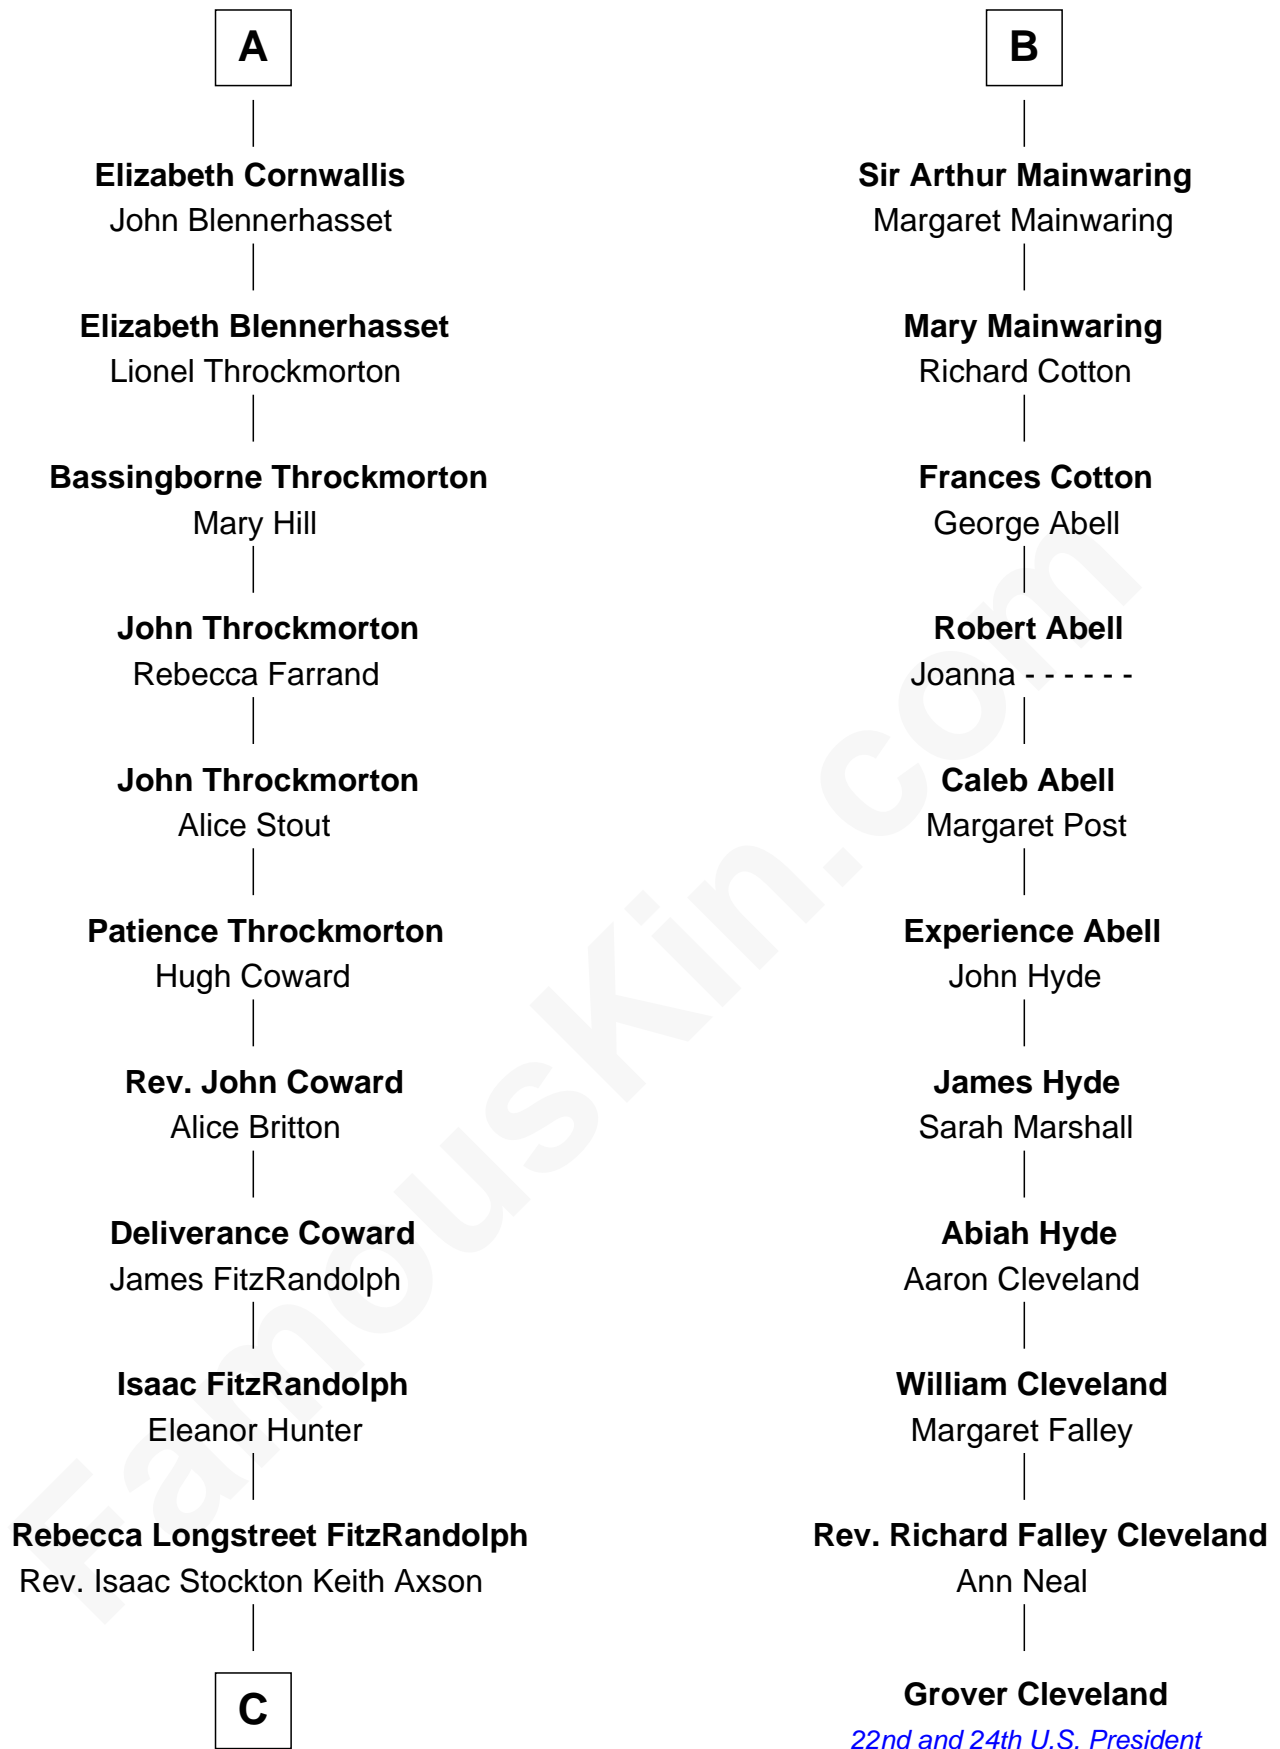 A
Elizabeth Cornwallis
John Blennerhasset
Elizabeth Blennerhasset
Lionel Throckmorton
Bassingborne Throckmorton
Mary Hill
John Throckmorton
Rebecca Farrand
John Throckmorton
Alice Stout
Patience Throckmorton
Hugh Coward
Rev. John Coward
Alice Britton
Deliverance Coward
James FitzRandolph
Isaac FitzRandolph
Eleanor Hunter
Rebecca Longstreet FitzRandolph
Rev. Isaac Stockton Keith Axson
C
B
Sir Arthur Mainwaring
Margaret Mainwaring
Mary Mainwaring
Richard Cotton
Frances Cotton
George Abell
Robert Abell
Joanna - - - - - -
Caleb Abell
Margaret Post
Experience Abell
John Hyde
James Hyde
Sarah Marshall
Abiah Hyde
Aaron Cleveland
William Cleveland
Margaret Falley
Rev. Richard Falley Cleveland
Ann Neal
Grover Cleveland
22nd and 24th U.S. President
FamousKin.com